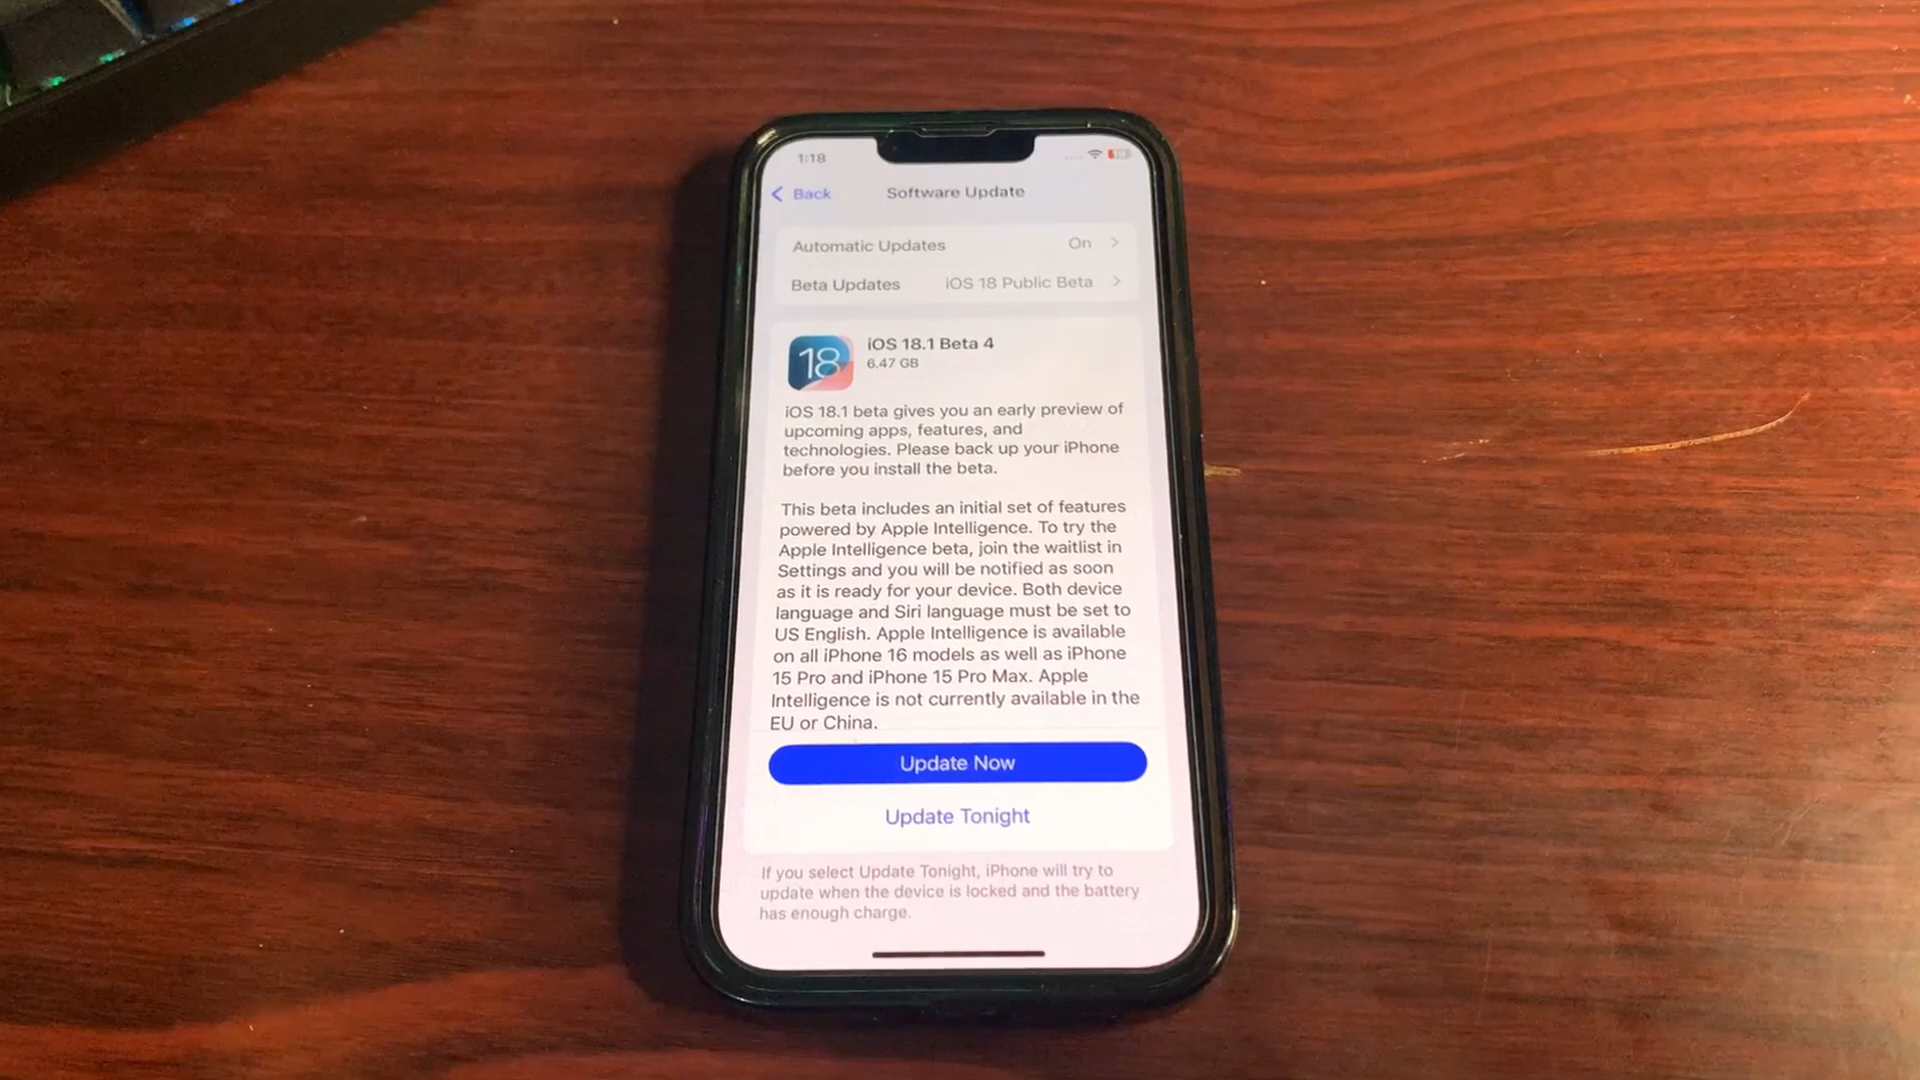 1:18
Back
Software Update
Automatic Updates On
Beta Updates iOS 18 Public Beta
18
iOS 18.1 Beta 4
6.47 GB
iOS 18.1 beta gives you an early preview of
upcoming apps, features, and
technologies. Please back up your iPhone
before you install the beta.
This beta includes an initial set of features
powered by Apple Intelligence. To try the
Apple Intelligence beta, join the waitlist in
Settings and you will be notified as soon
as it is ready for your device. Both device
language and Siri language must be set to
US English. Apple Intelligence is available
on all iPhone 16 models as well as iPhone
15 Pro and iPhone 15 Pro Max. Apple
Intelligence is not currently available in the
EU or China.
Update Now
Update Tonight
If you select Update Tonight, iPhone will try to
update when the device is locked and the battery
has enough charge.